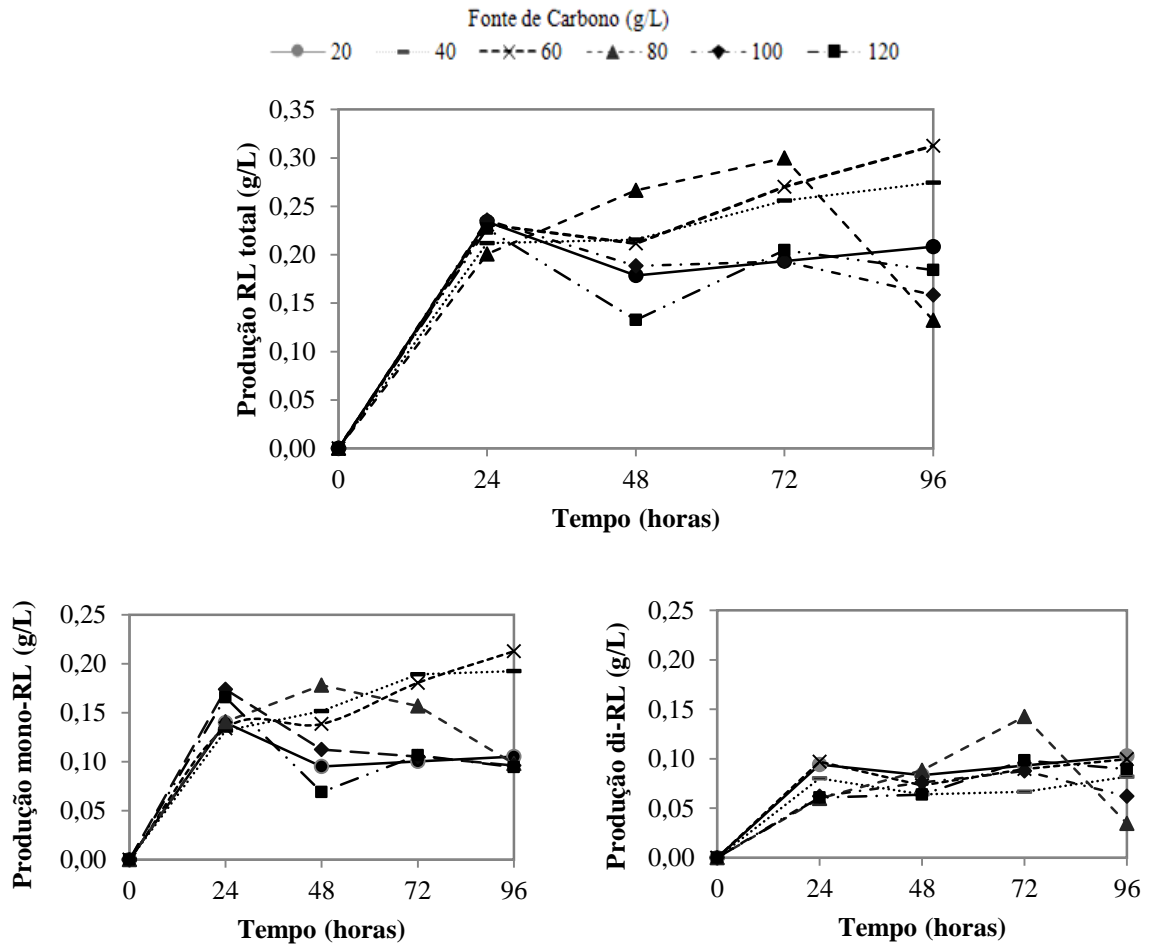 Fonte de Carbono (g/L)
20 40 60 80 100 120
Produção RL total (g/L)
0,35
0,30
0,25
0,20
0,15
0,10
0,05
0,00
0 24 48 72 96
Tempo (horas)
Produção mono-RL (g/L)
0,25
0,20
0,15
0,10
0,05
0,00
0 24 48 72 96
Tempo (horas)
Produção di-RL (g/L)
0,25
0,20
0,15
0,10
0,05
0,00
0 24 48 72 96
Tempo (horas)